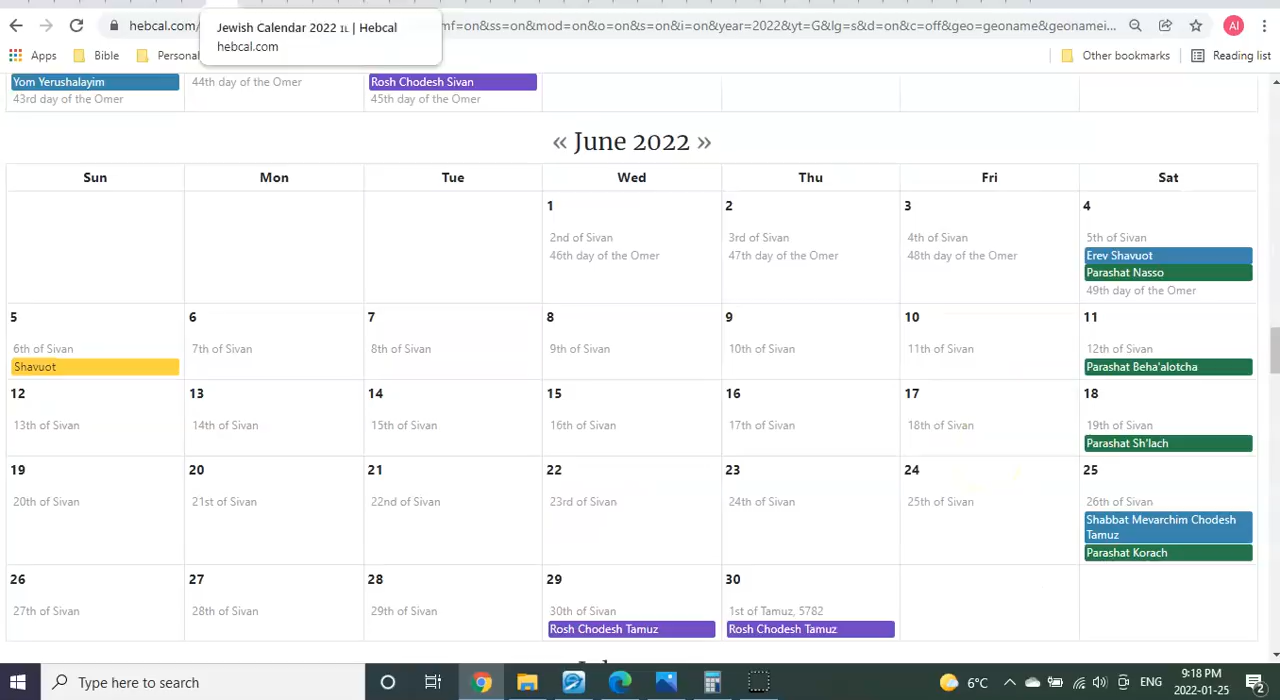 hebcal.com/
mf=on&ss=on&mod=on&o=on&s=on&i=on&year=2022&yt=G&lg=s&d=on&c=off&geo=geoname&geonamei...
AI
Jewish Calendar 2022 IL | Hebcal
hebcal.com
Apps
Bible
Personal
Other bookmarks
Reading list
Yom Yerushalayim
43rd day of the Omer
44th day of the Omer
Rosh Chodesh Sivan
45th day of the Omer
« June 2022 »
Sun Mon Tue Wed Thu Fri Sat
1
2nd of Sivan
46th day of the Omer
2
3rd of Sivan
47th day of the Omer
3
4th of Sivan
48th day of the Omer
4
5th of Sivan
Erev Shavuot
Parashat Nasso
49th day of the Omer
5
6th of Sivan
Shavuot
6
7th of Sivan
7
8th of Sivan
8
9th of Sivan
9
10th of Sivan
10
11th of Sivan
11
12th of Sivan
Parashat Beha'alotcha
12
13th of Sivan
13
14th of Sivan
14
15th of Sivan
15
16th of Sivan
16
17th of Sivan
17
18th of Sivan
18
19th of Sivan
Parashat Sh'lach
19
20th of Sivan
20
21st of Sivan
21
22nd of Sivan
22
23rd of Sivan
23
24th of Sivan
24
25th of Sivan
25
26th of Sivan
Shabbat Mevarchim Chodesh
Tamuz
Parashat Korach
26
27th of Sivan
27
28th of Sivan
28
29th of Sivan
29
30th of Sivan
Rosh Chodesh Tamuz
30
1st of Tamuz, 5782
Rosh Chodesh Tamuz
Type here to search
6°C
ENG
9:18 PM
2022-01-25
2